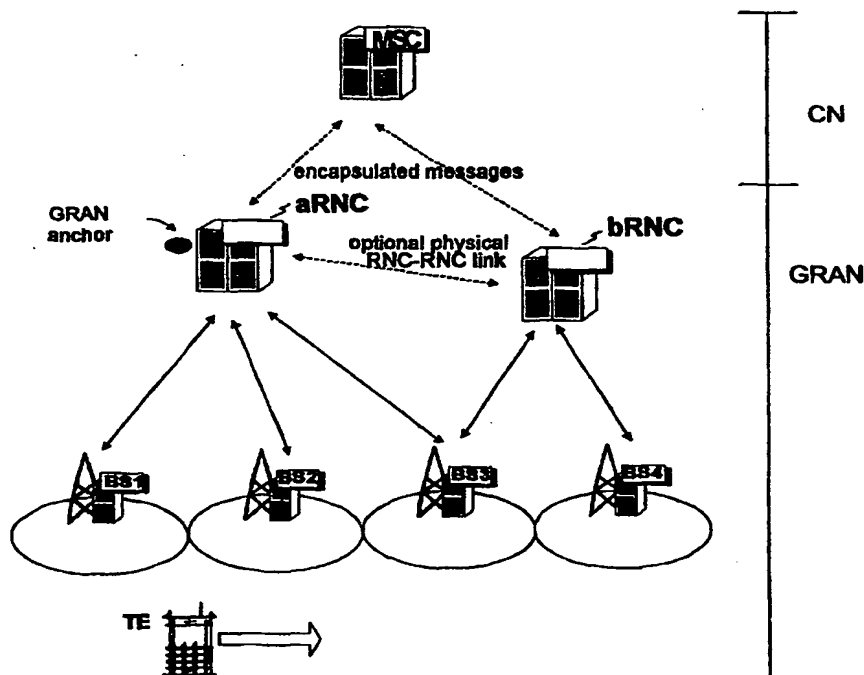 MSC
CN
encapsulated messages
GRAN
anchor
aRNC
optional physical
RNC-RNC link
bRNC
GRAN
BS1
BS2
BS3
BS4
TE